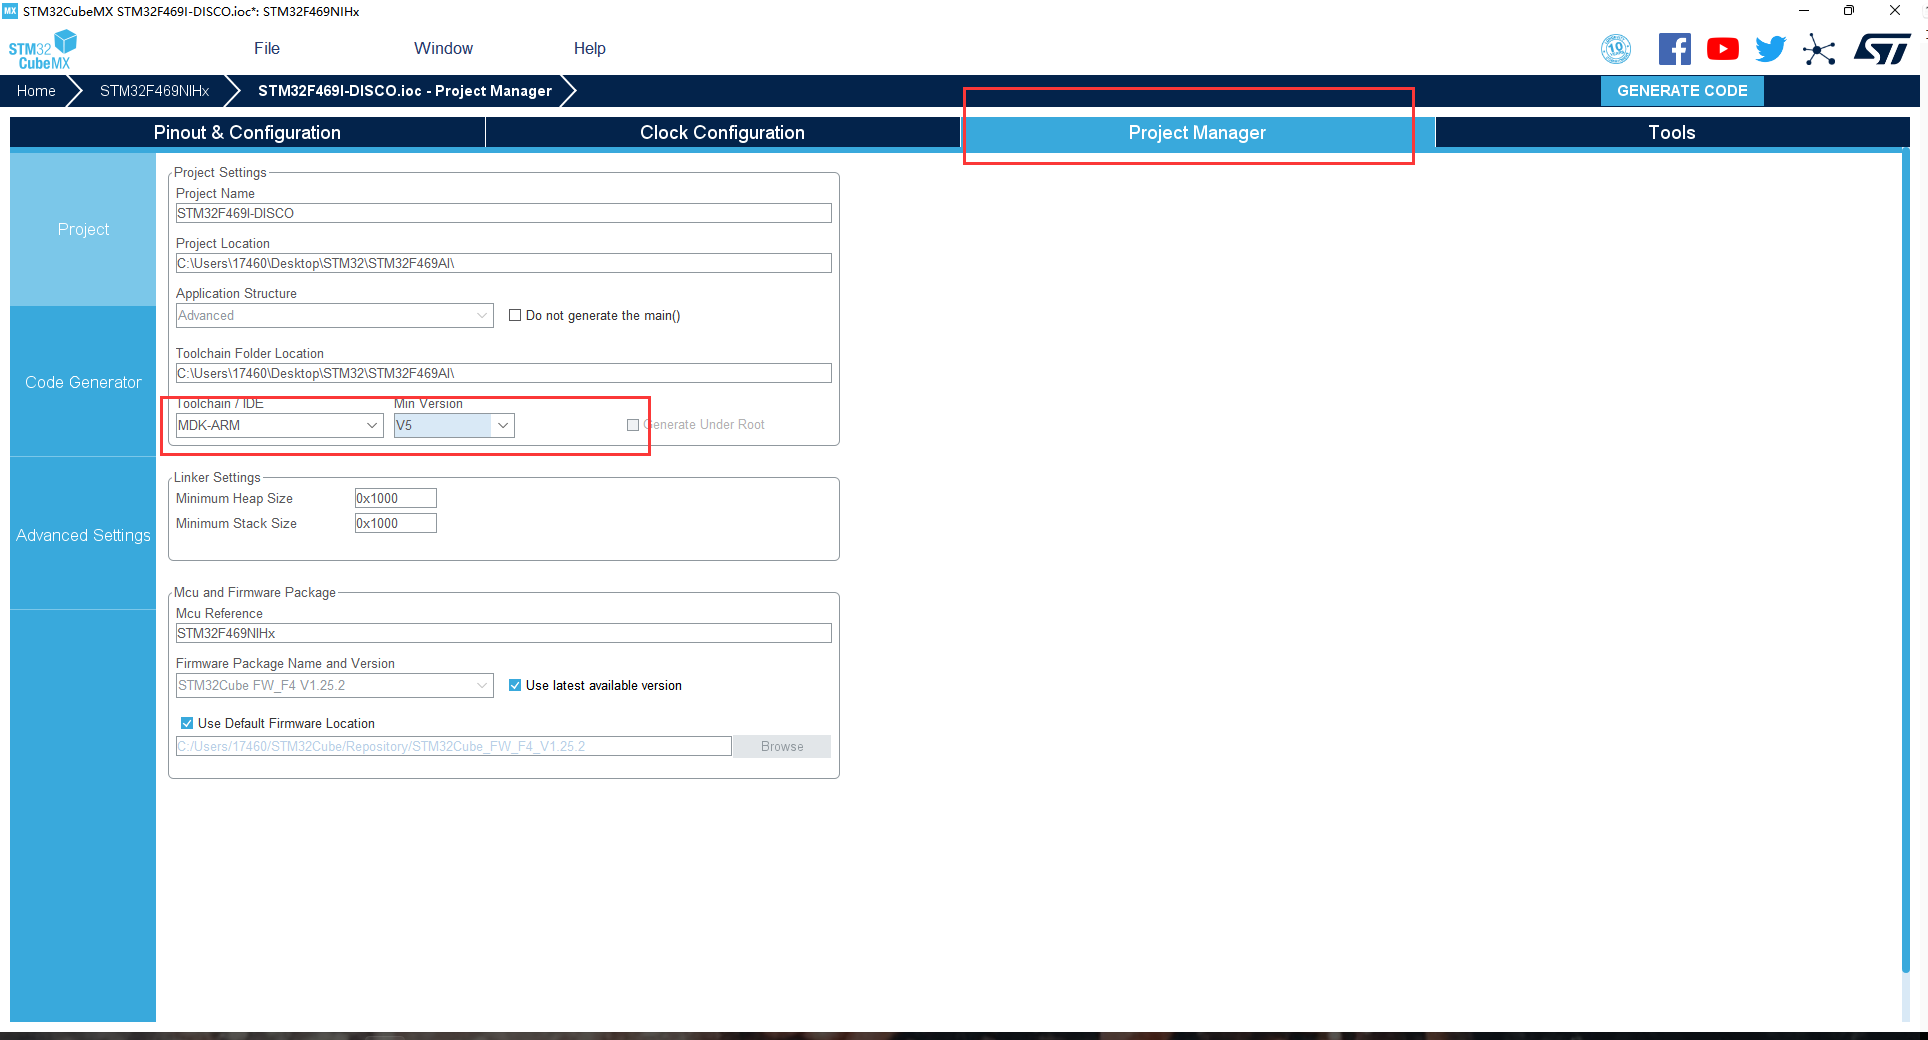 MX STM32CubeMX STM32F469I-DISCO.ioc*: STM32F469NIHx
STM32 CubeMX
File Window Help
10
Home STM32F469NIHx STM32F469I-DISCO.ioc - Project Manager GENERATE CODE
Pinout & Configuration Clock Configuration Project Manager Tools
Project
Code Generator
Advanced Settings
Project Settings
Project Name
STM32F469I-DISCO
Project Location
C:\Users\17460\Desktop\STM32\STM32F469AI\
Application Structure
Advanced Do not generate the main()
Toolchain Folder Location
C:\Users\17460\Desktop\STM32\STM32F469AI\
Toolchain / IDE Min Version
MDK-ARM V5 Generate Under Root
Linker Settings
Minimum Heap Size 0x1000
Minimum Stack Size 0x1000
Mcu and Firmware Package
Mcu Reference
STM32F469NIHx
Firmware Package Name and Version
STM32Cube FW_F4 V1.25.2 Use latest available version
Use Default Firmware Location
C:/Users/17460/STM32Cube/Repository/STM32Cube_FW_F4_V1.25.2 Browse